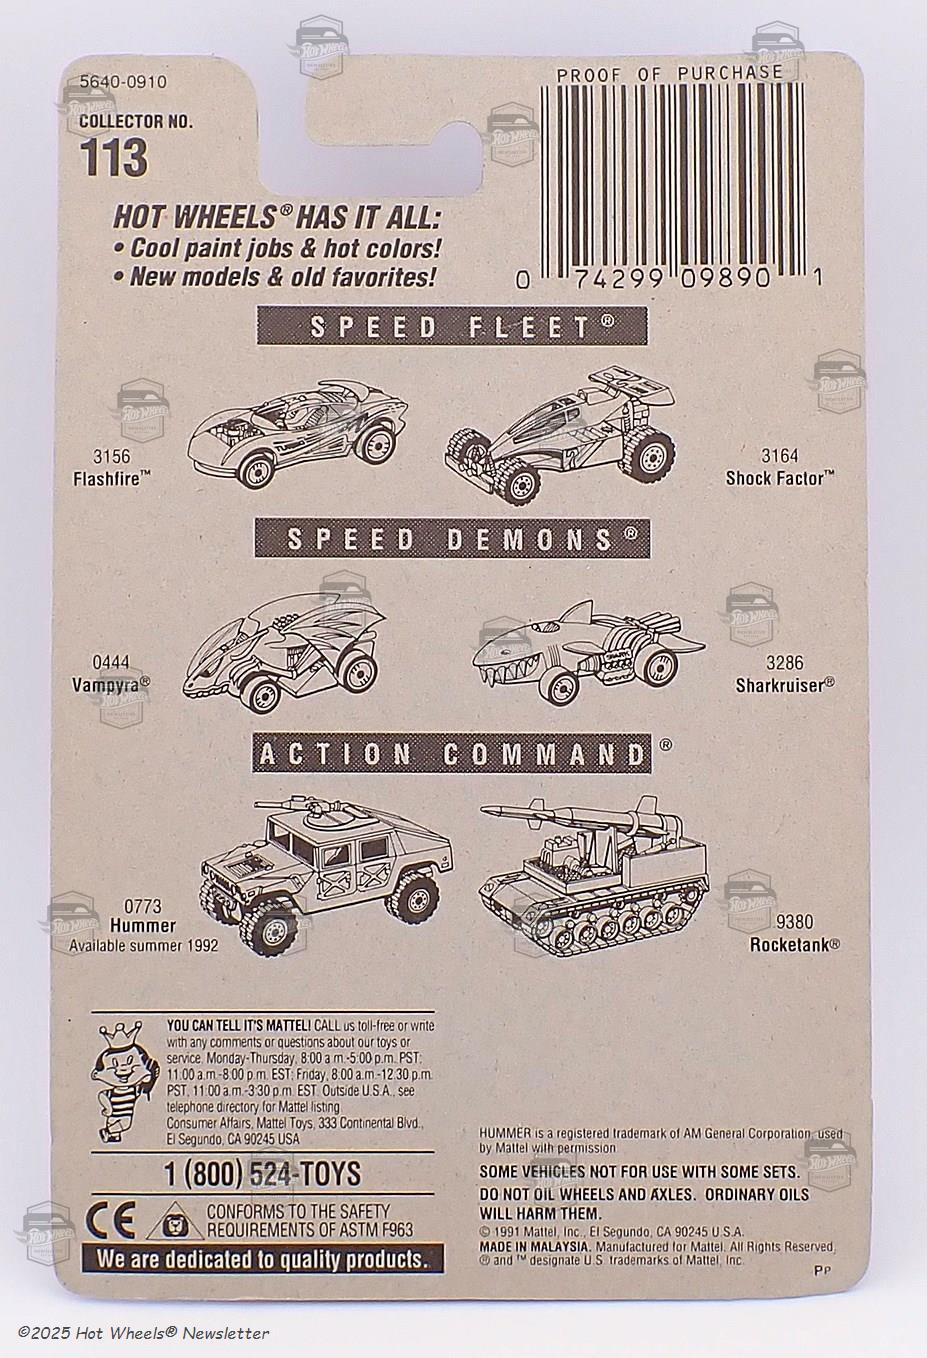 5640-0910
COLLECTOR NO.
113
PROOF OF PURCHASE
0 74299 09890 1
HOT WHEELS® HAS IT ALL:
• Cool paint jobs & hot colors!
• New models & old favorites!
SPEED FLEET®
3156
Flashfire™
3164
Shock Factor™
SPEED DEMONS®
0444
Vampyra®
SHARK
3286
Sharkruiser®
ACTION COMMAND®
0773
Hummer
Available summer 1992
9380
Rocketank®
YOU CAN TELL IT'S MATTEL! CALL us toll-free or write
with any comments or questions about our toys or
service. Monday-Thursday, 8:00 a.m.-5:00 p.m. PST;
11:00 a.m.-8:00 p.m. EST; Friday, 8:00 a.m.-12:30 p.m.
PST, 11:00 a.m.-3:30 p.m. EST. Outside U.S.A., see
telephone directory for Mattel listing
Consumer Affairs, Mattel Toys, 333 Continental Blvd.,
El Segundo, CA 90245 USA
1 (800) 524-TOYS
CE
CONFORMS TO THE SAFETY
REQUIREMENTS OF ASTM F963
We are dedicated to quality products.
HUMMER is a registered trademark of AM General Corporation, used
by Mattel with permission
SOME VEHICLES NOT FOR USE WITH SOME SETS.
DO NOT OIL WHEELS AND AXLES. ORDINARY OILS
WILL HARM THEM.
© 1991 Mattel, Inc., El Segundo, CA 90245 U.S.A.
MADE IN MALAYSIA. Manufactured for Mattel. All Rights Reserved,
® and ™ designate U.S. trademarks of Mattel, Inc.
PP
©2025 Hot Wheels® Newsletter